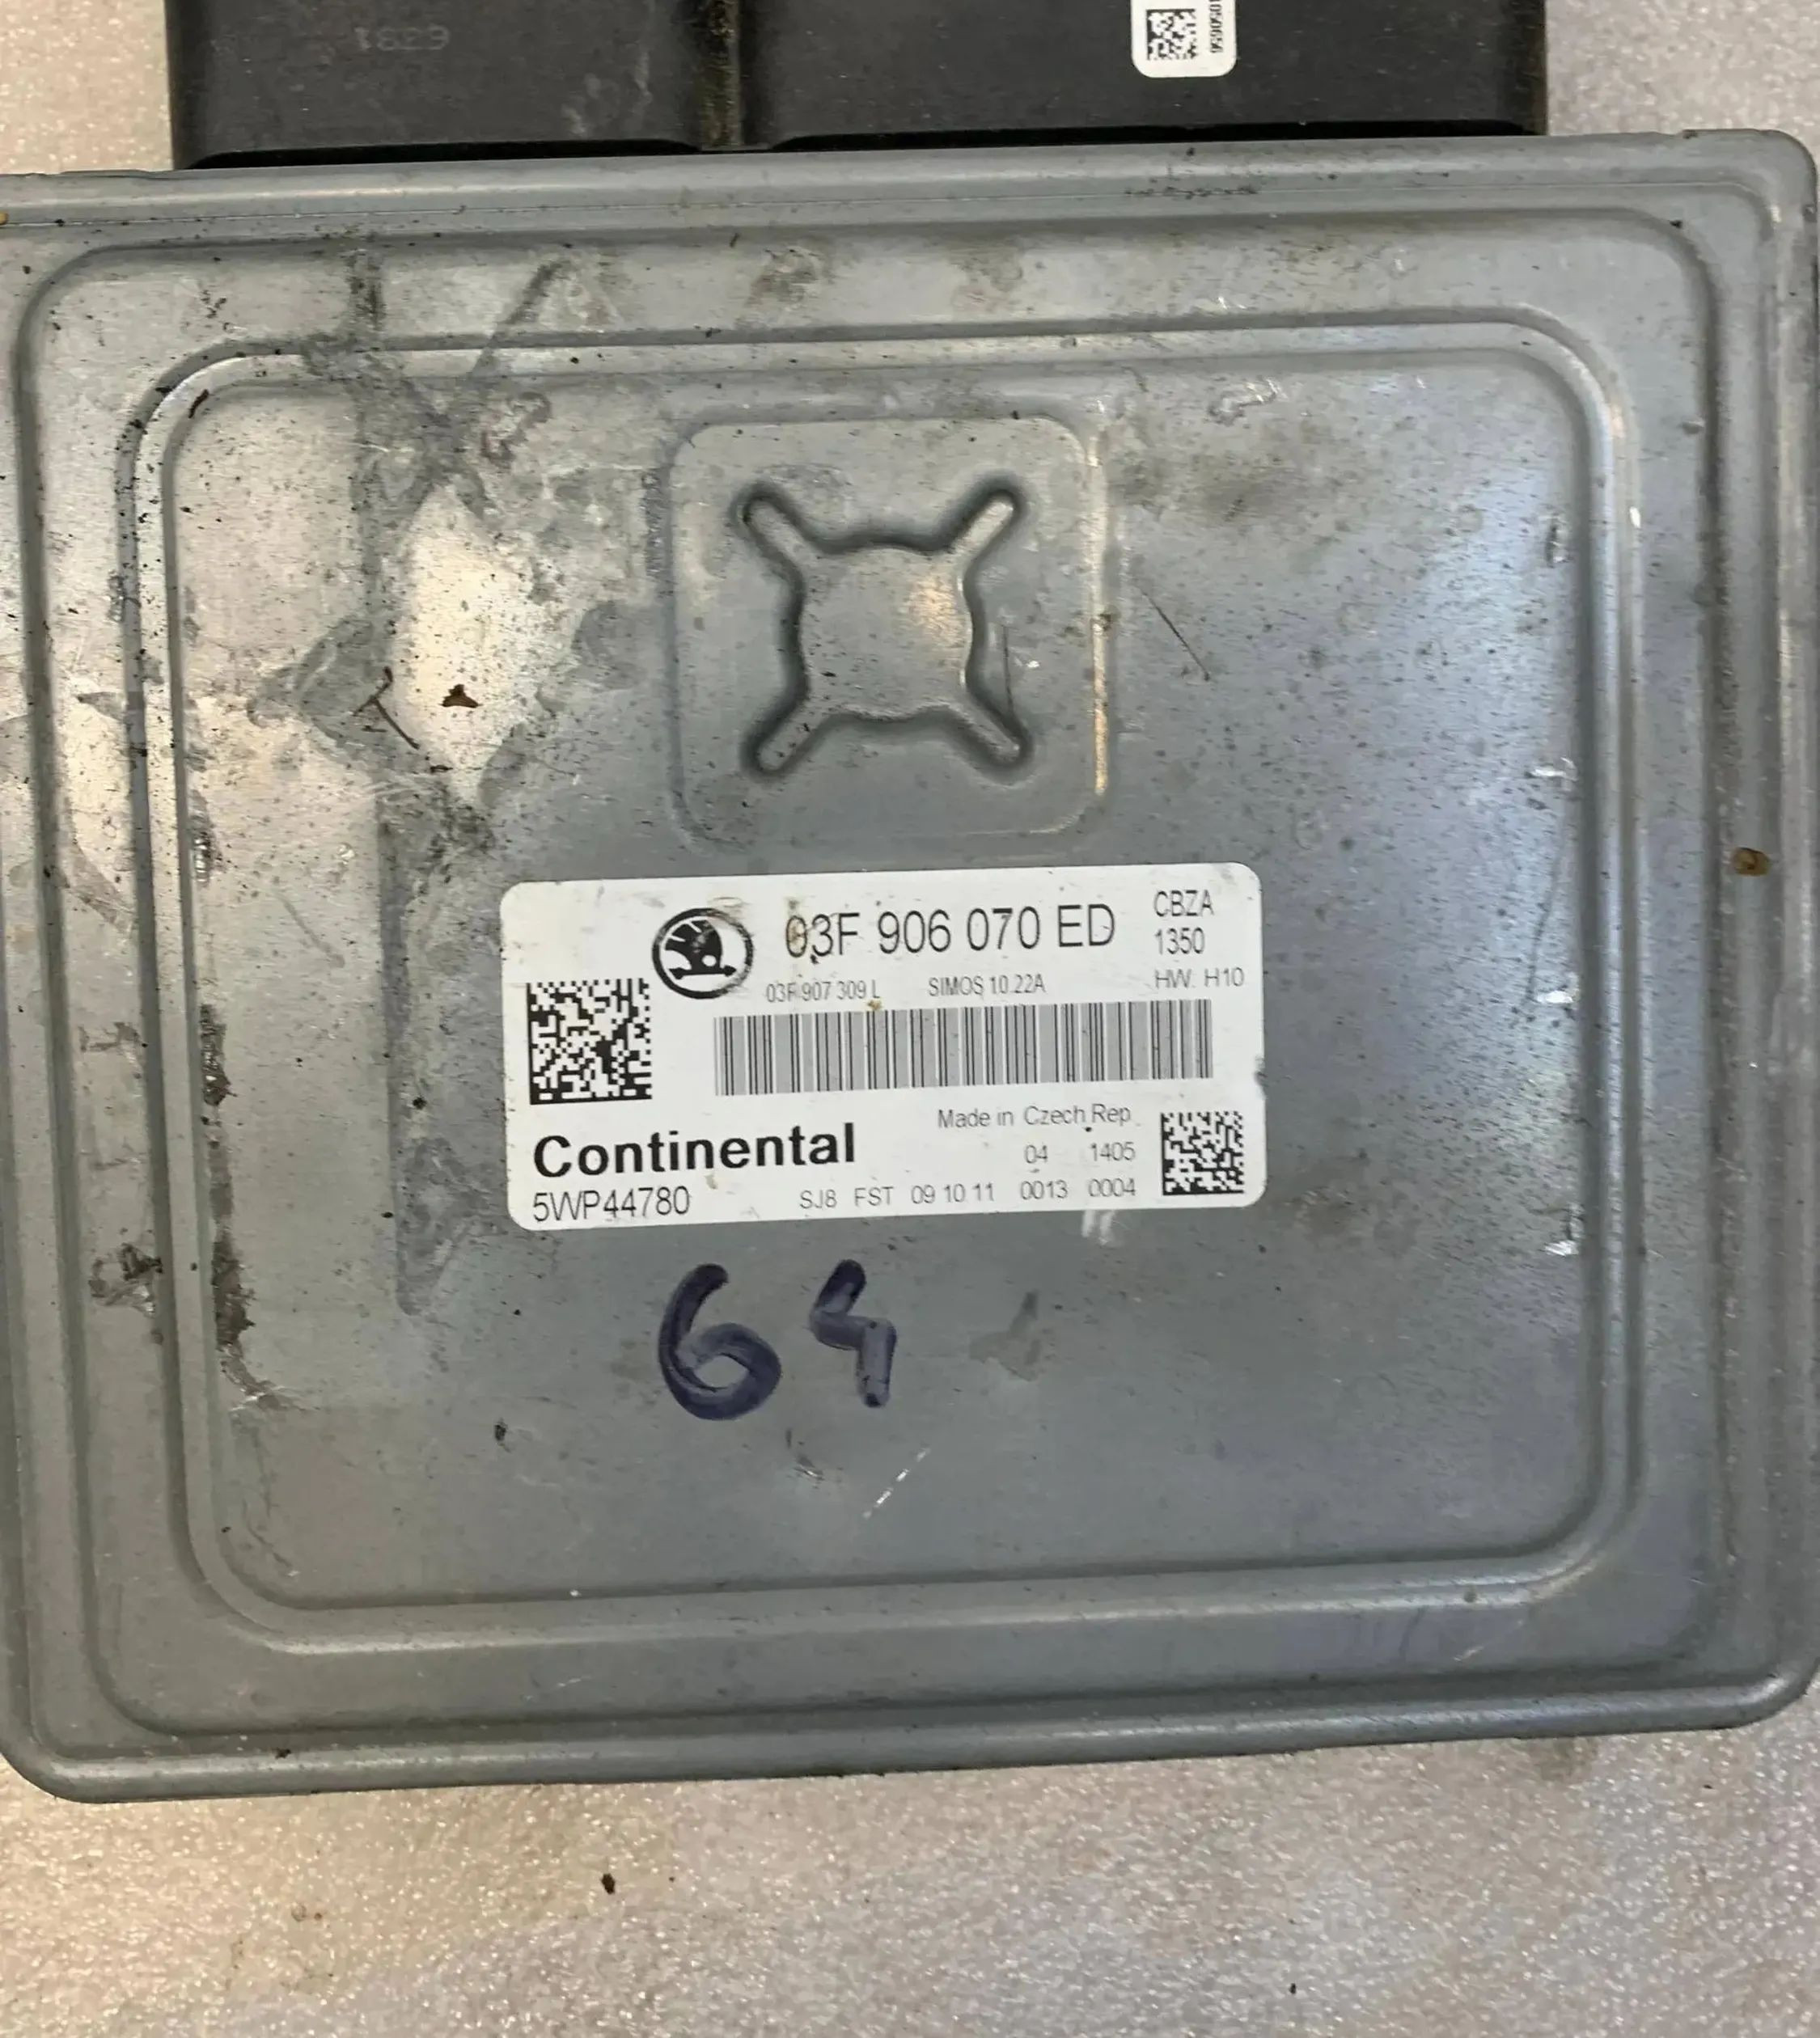 6381
03F 906 070 ED
CBZA
1350
03F 907 309 L SIMOS 10.22A HW: H10
Made in Czech Rep.
Continental
04 1405
5WP44780 SJ8 FST 09 10 11 0013 0004
64